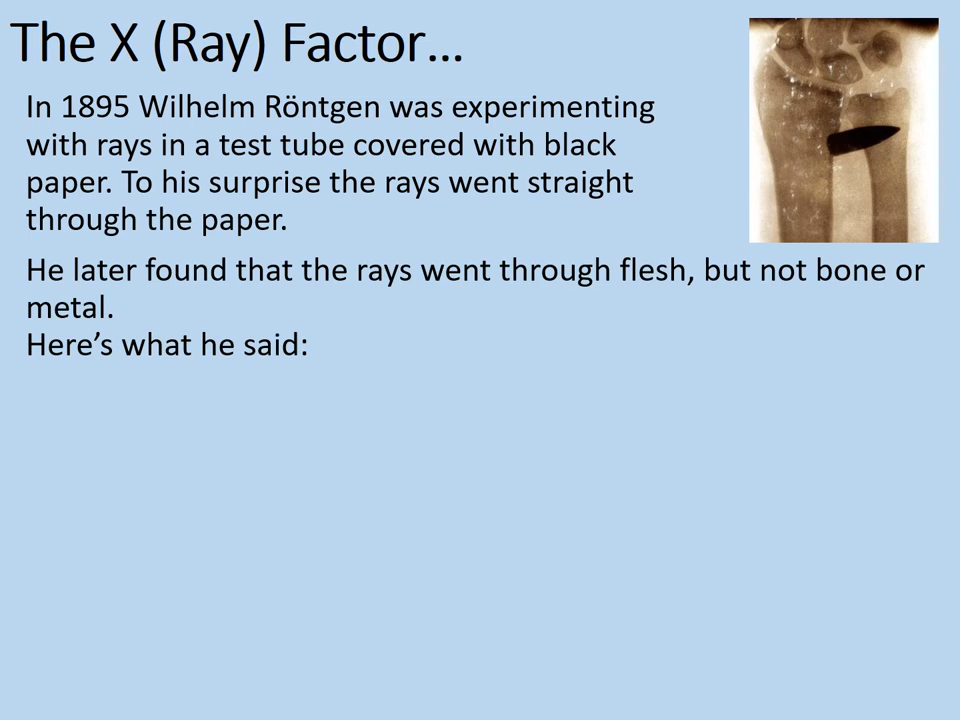 The X (Ray) Factor…
In 1895 Wilhelm Röntgen was experimenting
with rays in a test tube covered with black
paper. To his surprise the rays went straight
through the paper.
He later found that the rays went through flesh, but not bone or
metal.
Here’s what he said: